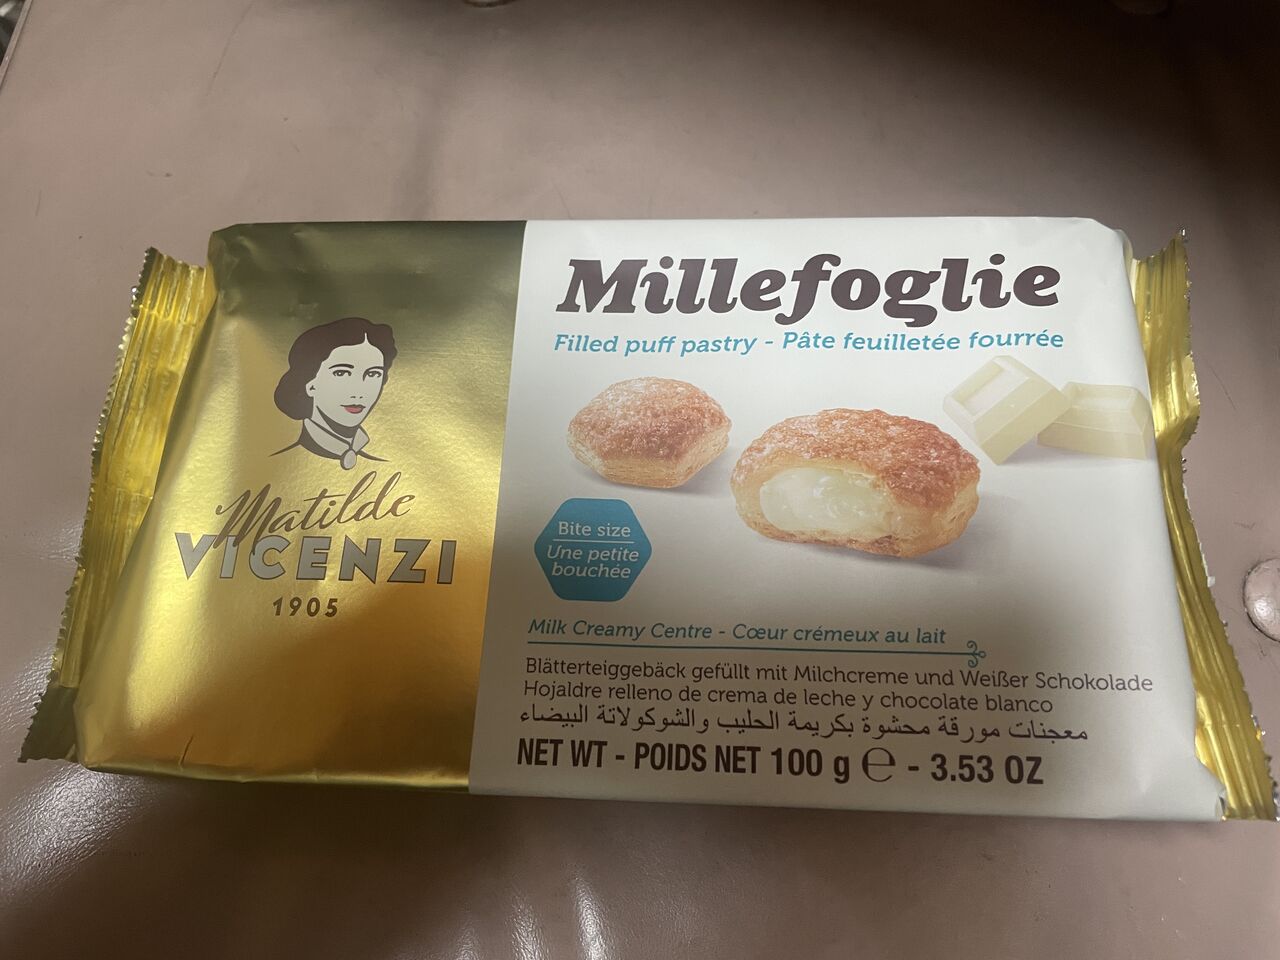 Matilde
VICENZI
1905
Millefoglie
Filled puff pastry - Pâte feuilletée fourrée
Bite size
Une petite
bouchée
Milk Creamy Centre - Cœur crémeux au lait
Blätterteiggebäck gefüllt mit Milchcreme und Weißer Schokolade
Hojaldre relleno de crema de leche y chocolate blanco
معجنات مورقة محشوة بكريمة الحليب والشوكولاتة البيضاء
NET WT - POIDS NET 100 g ℮ - 3.53 OZ